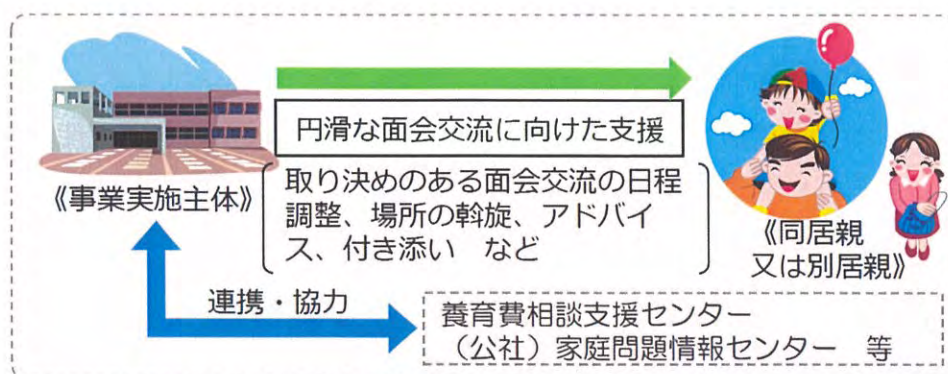 円滑な面会交流に向けた支援
取り決めのある面会交流の日程
調整、場所の斡旋、アドバイ
ス、付き添い など
《事業実施主体》
《同居親
又は別居親》
連携・協力
養育費相談支援センター
（公社）家庭問題情報センター 等